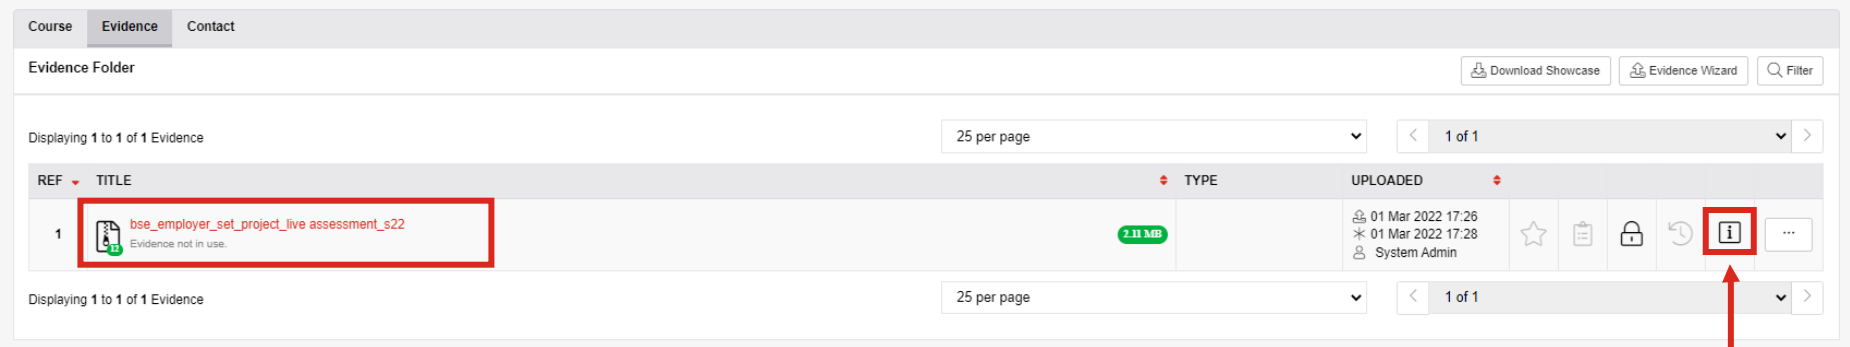 Course Evidence Contact
Evidence Folder
Download Showcase Evidence Wizard Filter
Displaying 1 to 1 of 1 Evidence 25 per page 1 of 1
REF TITLE TYPE UPLOADED
1 bse_employer_set_project_live assessment_s22 2.11 MB 01 Mar 2022 17:26
12 Evidence not in use. 01 Mar 2022 17:28
System Admin
i ...
Displaying 1 to 1 of 1 Evidence 25 per page 1 of 1